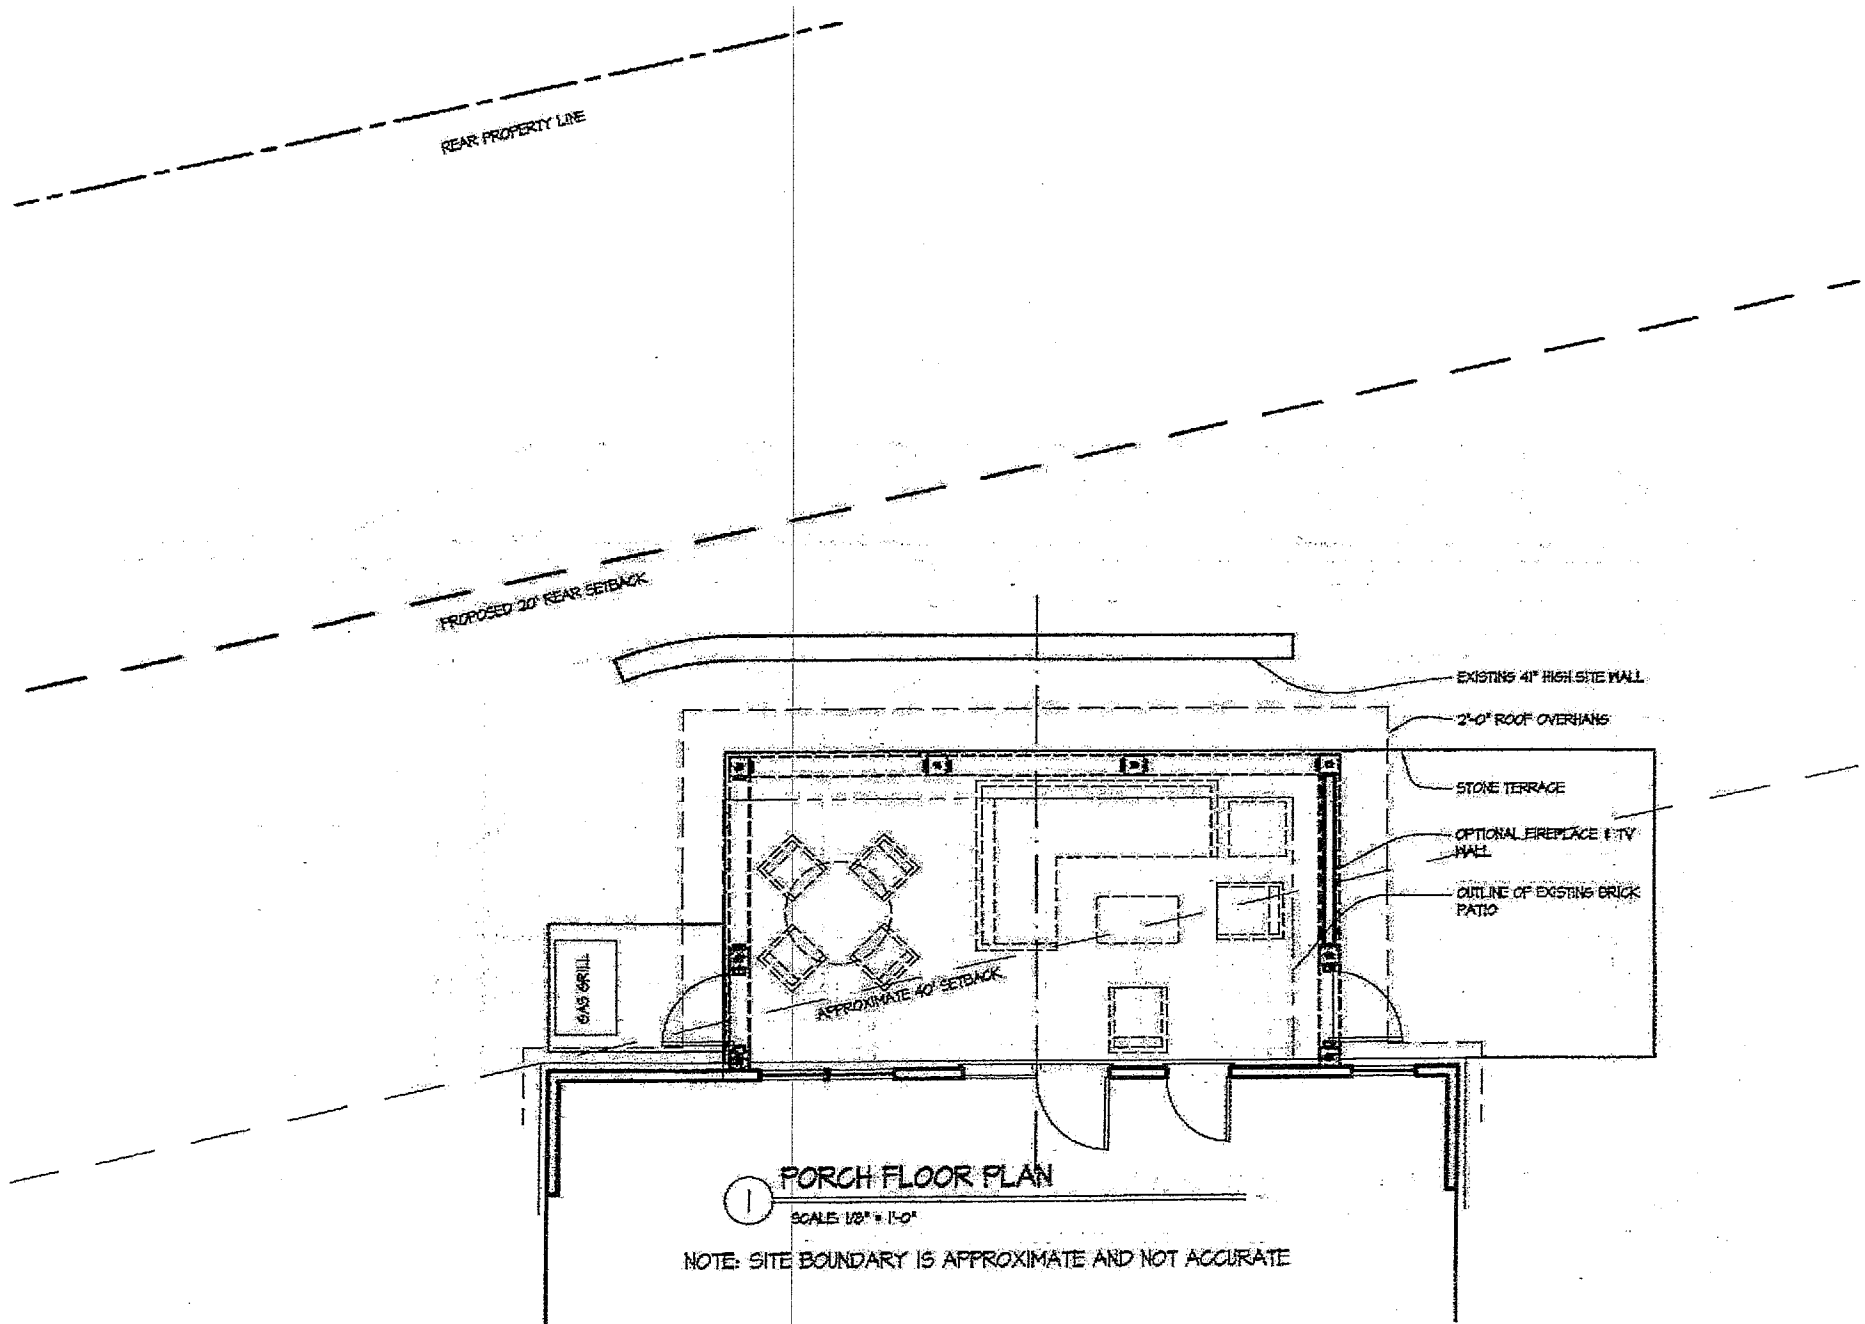 REAR PROPERTY LINE
PROPOSED 20' REAR SETBACK
EXISTING 41" HIGH SITE WALL
2'-0" ROOF OVERHANG
STONE TERRACE
OPTIONAL FIREPLACE & TV
WALL
OUTLINE OF EXISTING BRICK
PATIO
GAS GRILL
APPROXIMATE 40' SETBACK
1 PORCH FLOOR PLAN
SCALE: 1/8" = 1'-0"
NOTE: SITE BOUNDARY IS APPROXIMATE AND NOT ACCURATE